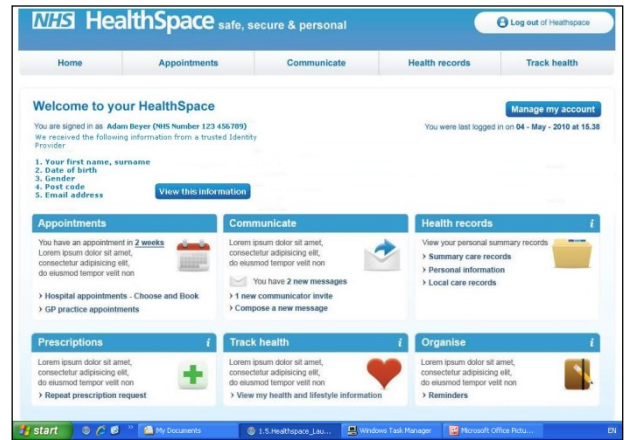 NHS HealthSpace safe, secure & personal
Log out of Heathspace
Home Appointments Communicate Health records Track health
Welcome to your HealthSpace
Manage my account
You are signed in as Adam Beyer (NHS Number 123 456789)
You were last logged in on 04 - May - 2010 at 15.38
We received the following information from a trusted Identity
Provider
1. Your first name, surname
2. Date of birth
3. Gender
4. Post code
5. Email address
View this information
Appointments
You have an appointment in 2 weeks
Lorem ipsum dolor sit amet,
consectetur adipisicing elit,
do eiusmod tempor velit non
› Hospital appointments - Choose and Book
› GP practice appointments
Communicate
Lorem ipsum dolor sit amet,
consectetur adipisicing elit,
do eiusmod tempor velit non
You have 2 new messages
› 1 new communicator invite
› Compose a new message
Health records i
View your personal summary records
› Summary care records
› Personal information
› Local care records
Prescriptions i
Lorem ipsum dolor sit amet,
consectetur adipisicing elit,
do eiusmod tempor velit non
› Repeat prescription request
Track health i
Lorem ipsum dolor sit amet,
consectetur adipisicing elit,
do eiusmod tempor velit non
› View my health and lifestyle information
Organise i
Lorem ipsum dolor sit amet,
consectetur adipisicing elit,
do eiusmod tempor velit non
› Reminders
start My Documents 1.5.Healthspace_Lau... Windows Task Manager Microsoft Office Pictu... EN